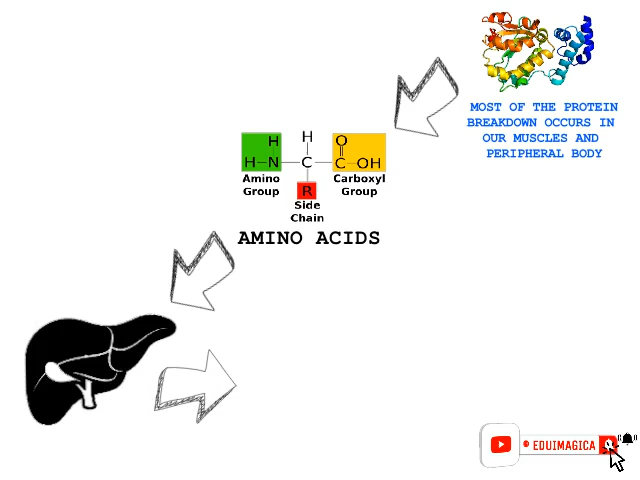 MOST OF THE PROTEIN
BREAKDOWN OCCURS IN
OUR MUSCLES AND
PERIPHERAL BODY
H H O
H-N C C OH
Amino Carboxyl
Group Group
R
Side
Chain
AMINO ACIDS
© EDUIMAGICA